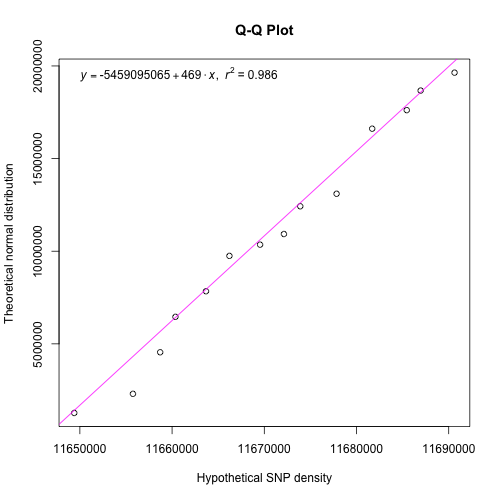 Q-Q Plot
y = -5459095065 + 469 · x, r² = 0.986
Theoretical normal distribution
20000000
15000000
10000000
5000000
11650000 11660000 11670000 11680000 11690000
Hypothetical SNP density